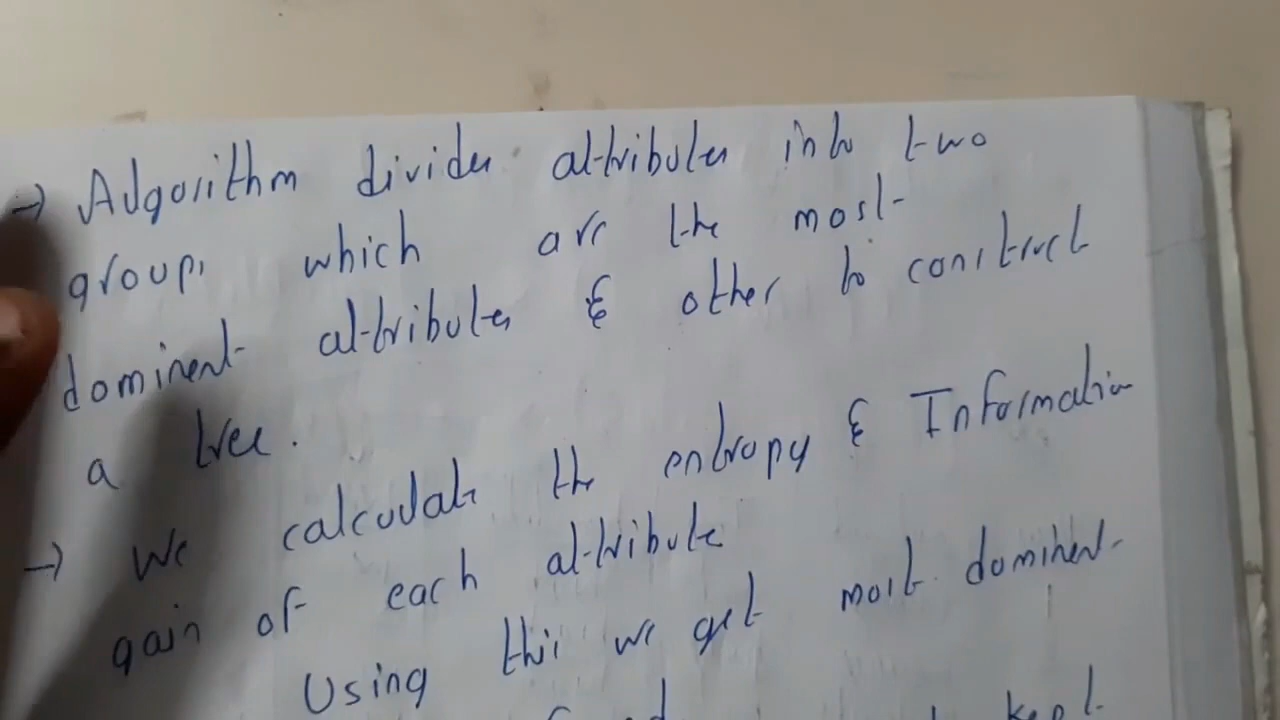 → Algorithm divides attributes into two
groups which are the most
dominent attributes & other to construct
a tree.
→ We calculate the entropy & Information
gain of each attribute
Using this we get most dominent
kept